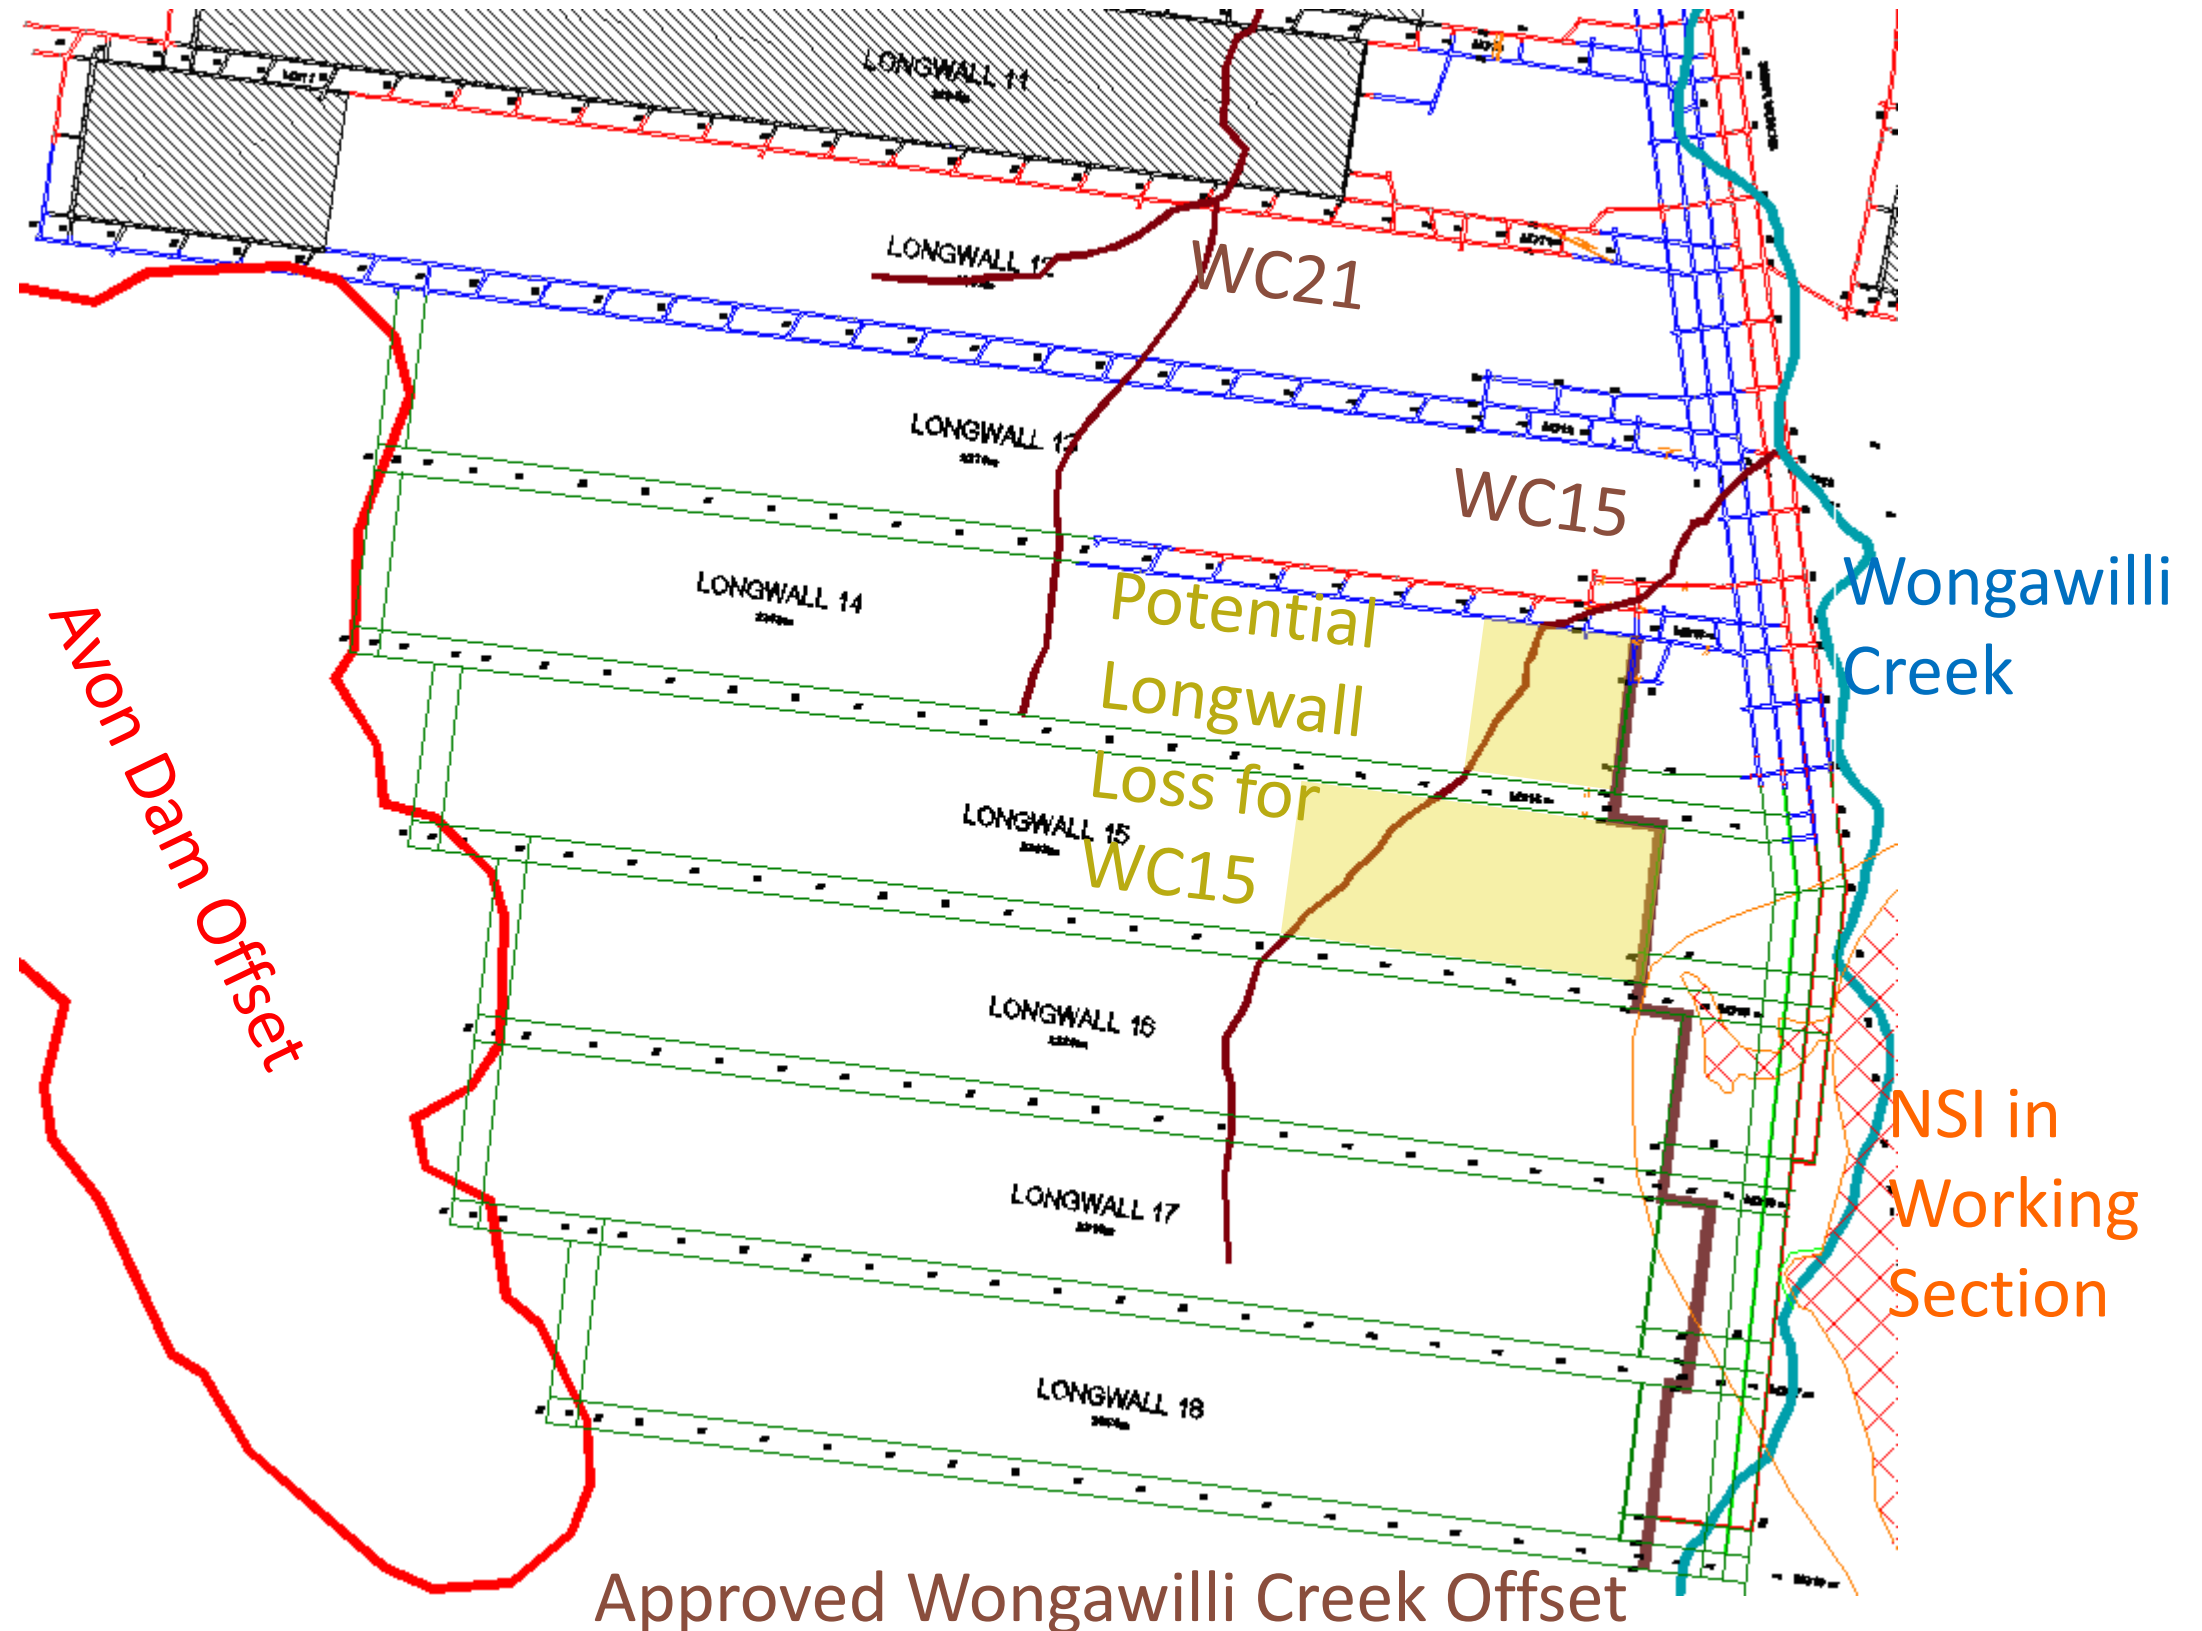 LONGWALL 11
LONGWALL 12
WC21
LONGWALL 13
WC15
Wongawilli
Creek
LONGWALL 14
Potential
Longwall
Loss for
WC15
Avon Dam Offset
LONGWALL 15
LONGWALL 16
NSI in
Working
Section
LONGWALL 17
LONGWALL 18
Approved Wongawilli Creek Offset